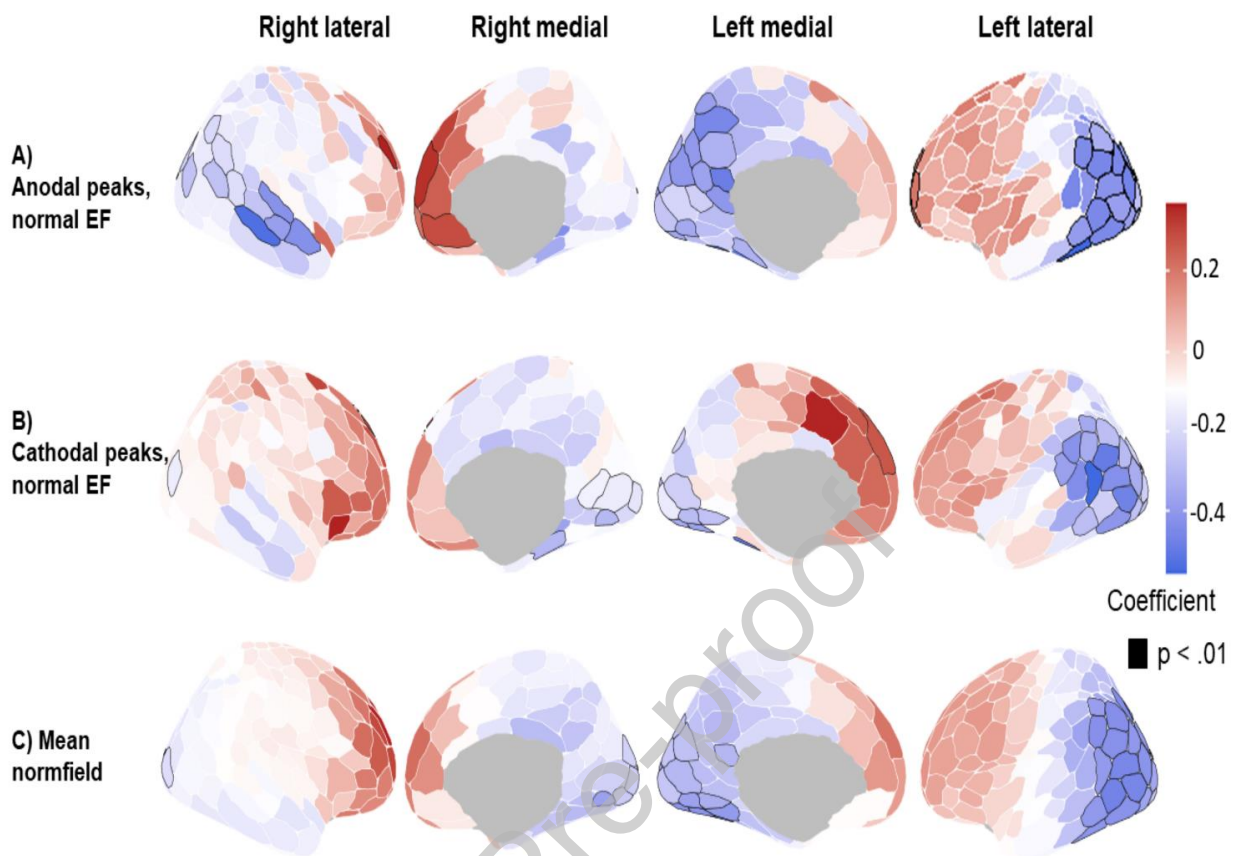 Right lateral
Right medial
Left medial
Left lateral
A)
Anodal peaks,
normal EF
B)
Cathodal peaks,
normal EF
C) Mean
normfield
0.2
0
-0.2
-0.4
Coefficient
p < .01
Pre-proof